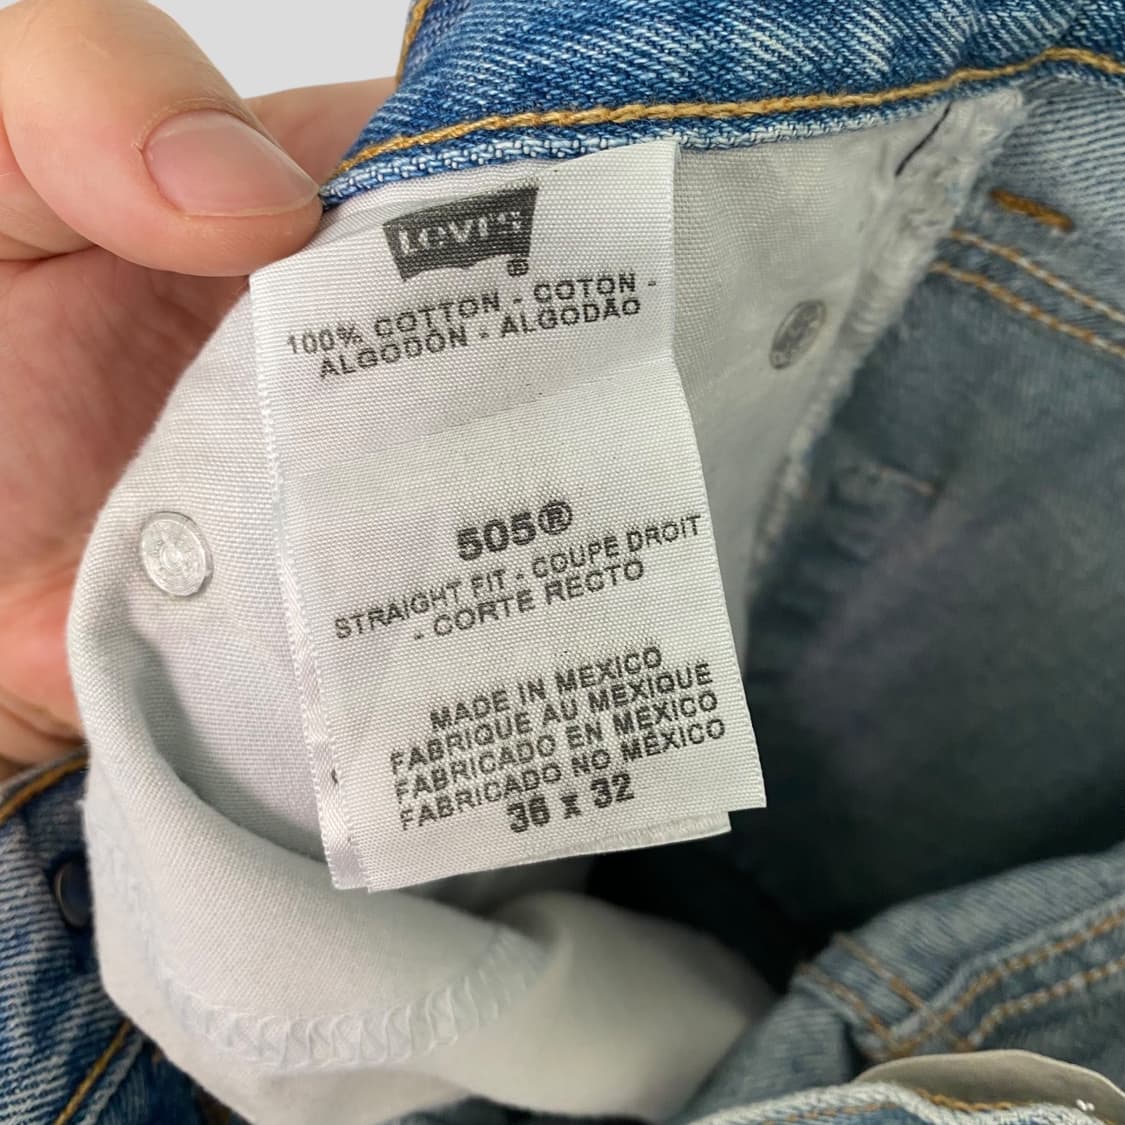 Levi's
®
100% COTTON - COTON -
ALGODÓN - ALGODÃO
505®
STRAIGHT FIT - COUPE DROIT
- CORTE RECTO
MADE IN MEXICO
FABRIQUE AU MEXIQUE
FABRICADO EN MEXICO
FABRICADO NO MÉXICO
36 x 32